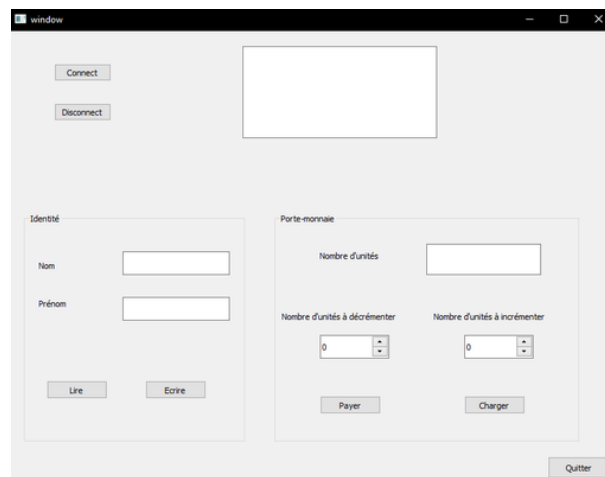 window
Connect
Disconnect
Identité
Nom
Prénom
Lire
Ecrire
Porte-monnaie
Nombre d'unités
Nombre d'unités à décrémenter
Nombre d'unités à incrémenter
0
0
Payer
Charger
Quitter